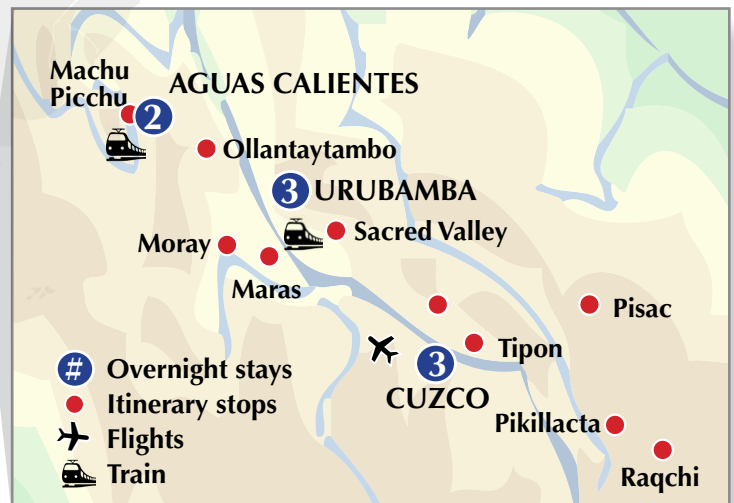 Machu
Picchu
AGUAS CALIENTES
2
Ollantaytambo
3 URUBAMBA
Sacred Valley
Moray
Maras
Pisac
Tipon
3
CUZCO
Pikillacta
Raqchi
# Overnight stays
Itinerary stops
Flights
Train